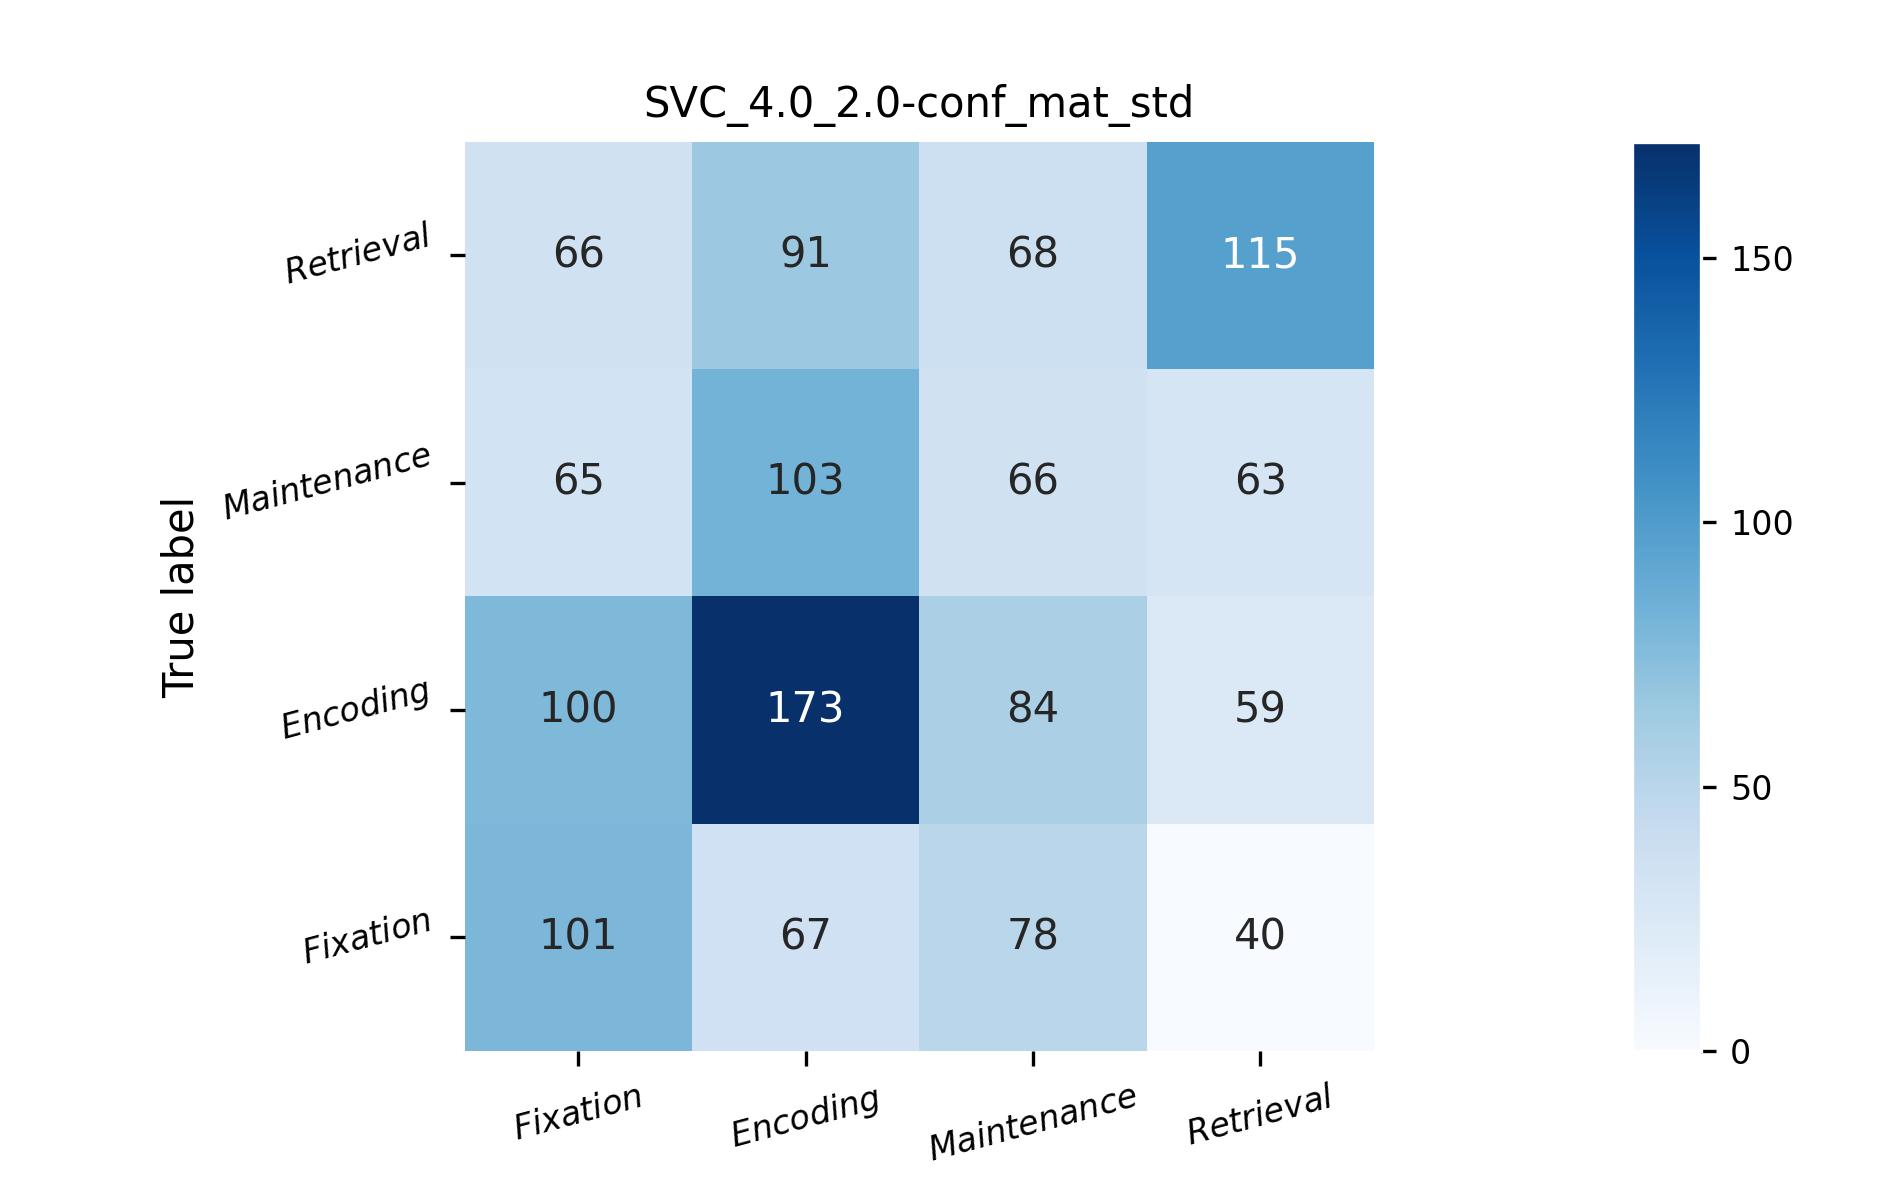 SVC_4.0_2.0-conf_mat_std
True label
Retrieval 66 91 68 115
Maintenance 65 103 66 63
Encoding 100 173 84 59
Fixation 101 67 78 40
Fixation Encoding Maintenance Retrieval
150
100
50
0